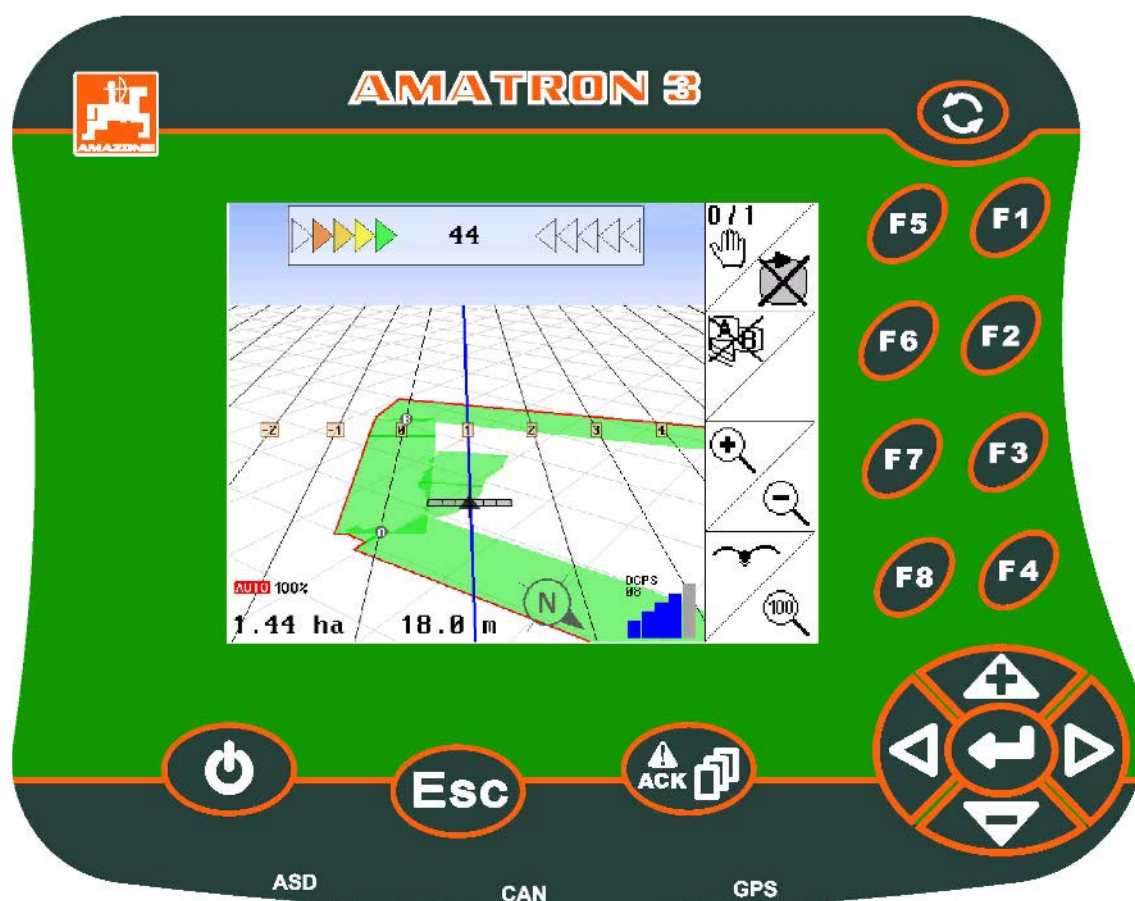 AMATRON 3
AMAZONE
44
0/1
A B
-2 -1 0 1 2 3 4
B
AUTO 100%
DGPS
08
1.44 ha 18.0 m N
100
F5 F1
F6 F2
F7 F3
F8 F4
Esc
ACK
ASD CAN GPS